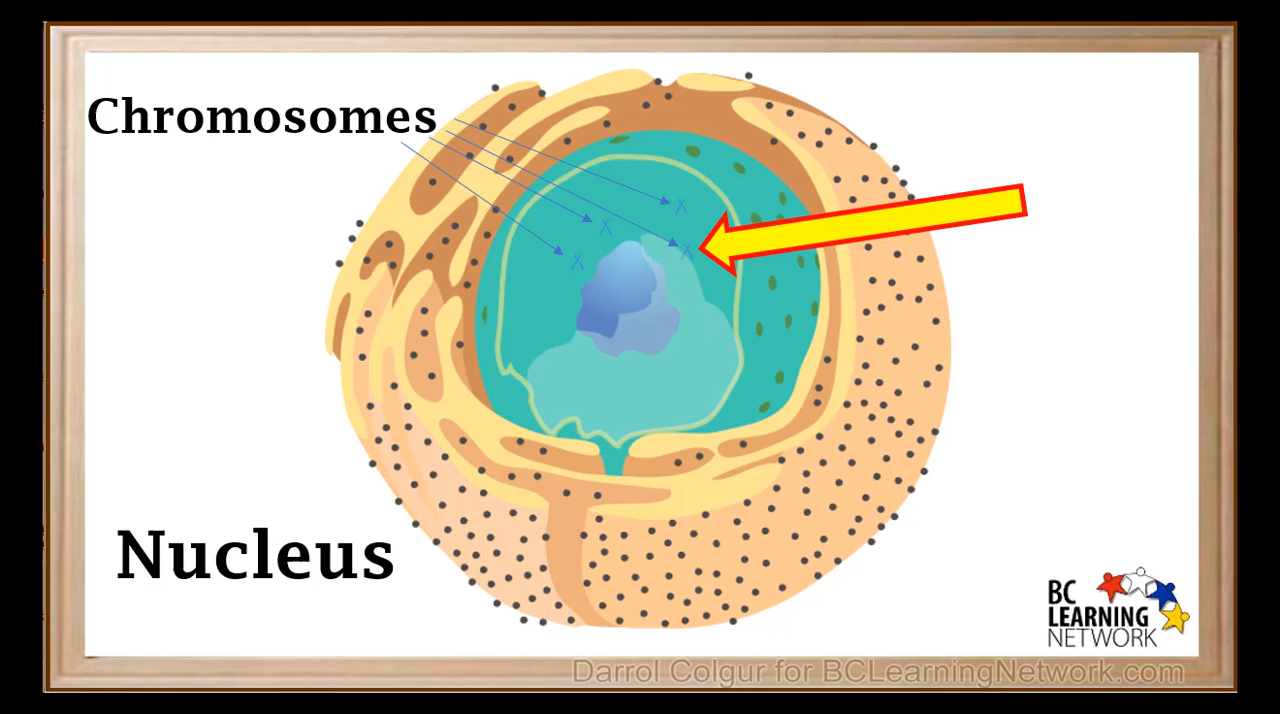 Chromosomes
Nucleus
BC
LEARNING
NETWORK
Darrol Colgur for BCLearningNetwork.com